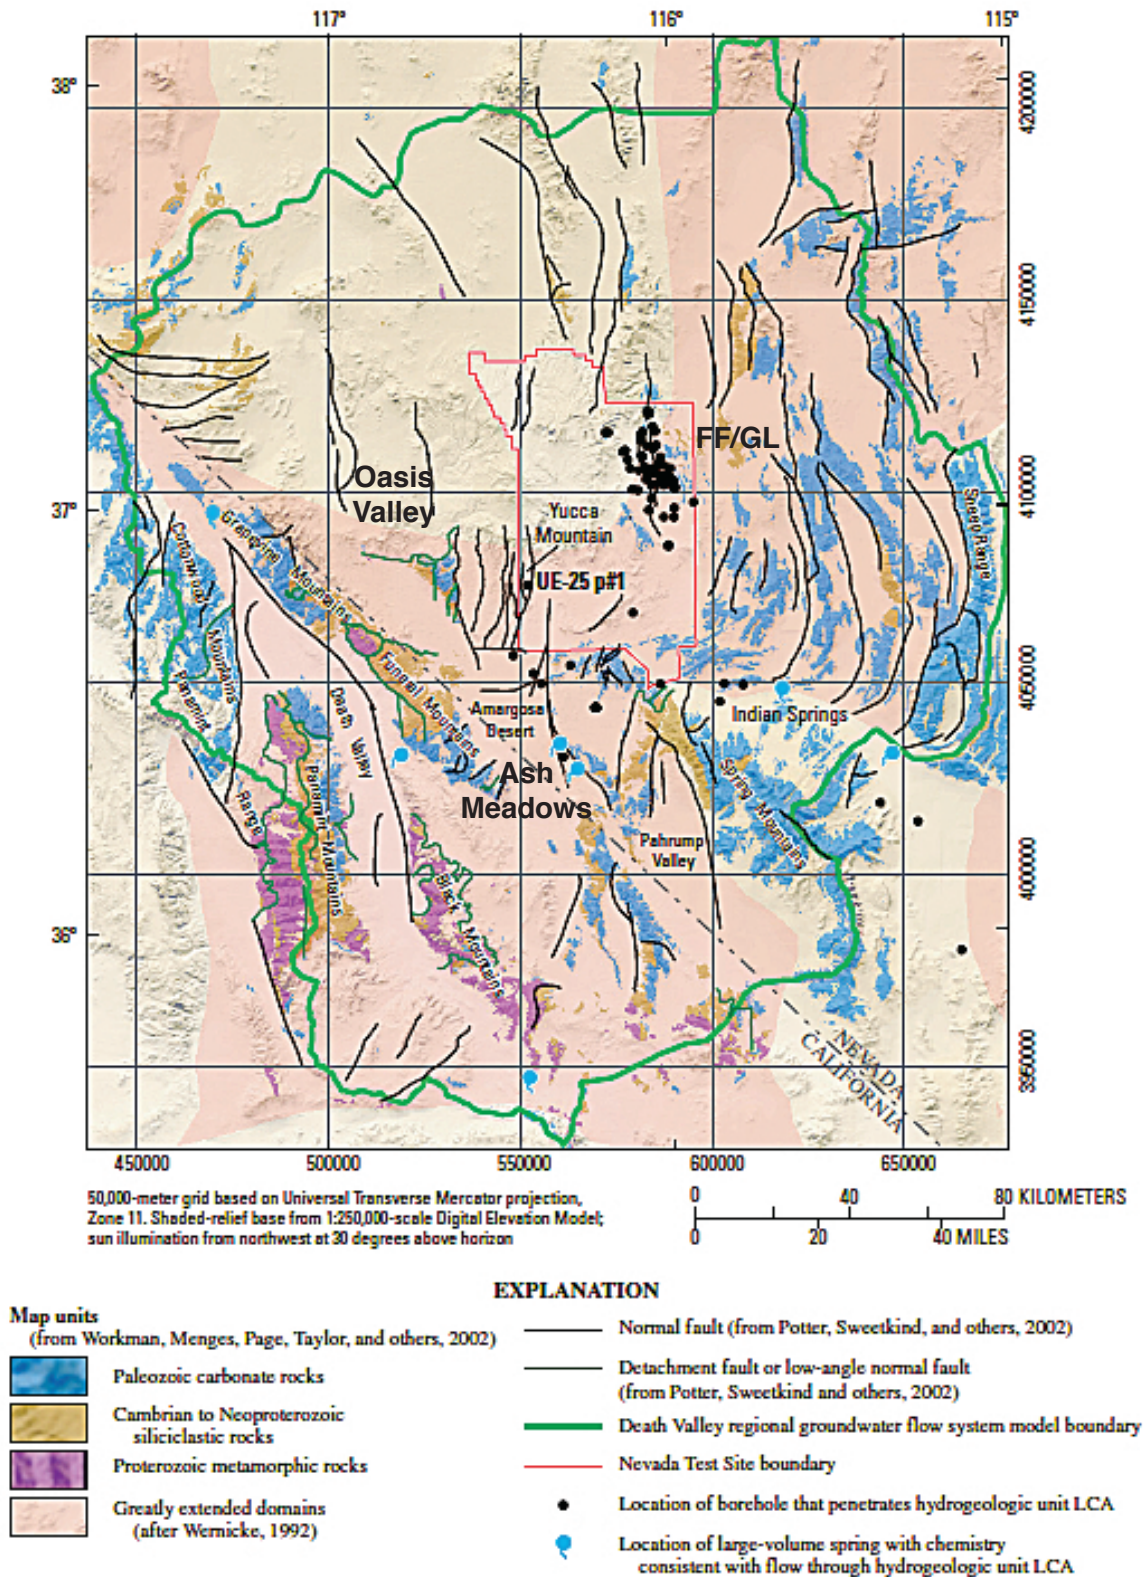 117°
116°
115°
38°
4200000
4150000
FF/GL
Oasis
Valley
4100000
37°
Yucca
Mountain
Sheep Range
Grapevine Mountains
Cottonwood
Mountains
UE-25 p#1
Funeral Mountains
4050000
Panamint
Range
Death Valley
Amargosa
Desert
Indian Springs
Ash
Meadows
Panamint Mountains
Spring Mountains
Pahrump
Valley
4000000
Black
Mountains
36°
NEVADA
CALIFORNIA
3950000
450000
500000
550000
600000
650000
50,000-meter grid based on Universal Transverse Mercator projection,
Zone 11. Shaded-relief base from 1:250,000-scale Digital Elevation Model;
sun illumination from northwest at 30 degrees above horizon
0 40 80 KILOMETERS
0 20 40 MILES
EXPLANATION
Map units
(from Workman, Menges, Page, Taylor, and others, 2002)
Paleozoic carbonate rocks
Cambrian to Neoproterozoic
siliciclastic rocks
Proterozoic metamorphic rocks
Greatly extended domains
(after Wernicke, 1992)
Normal fault (from Potter, Sweetkind, and others, 2002)
Detachment fault or low-angle normal fault
(from Potter, Sweetkind and others, 2002)
Death Valley regional groundwater flow system model boundary
Nevada Test Site boundary
Location of borehole that penetrates hydrogeologic unit LCA
Location of large-volume spring with chemistry
consistent with flow through hydrogeologic unit LCA